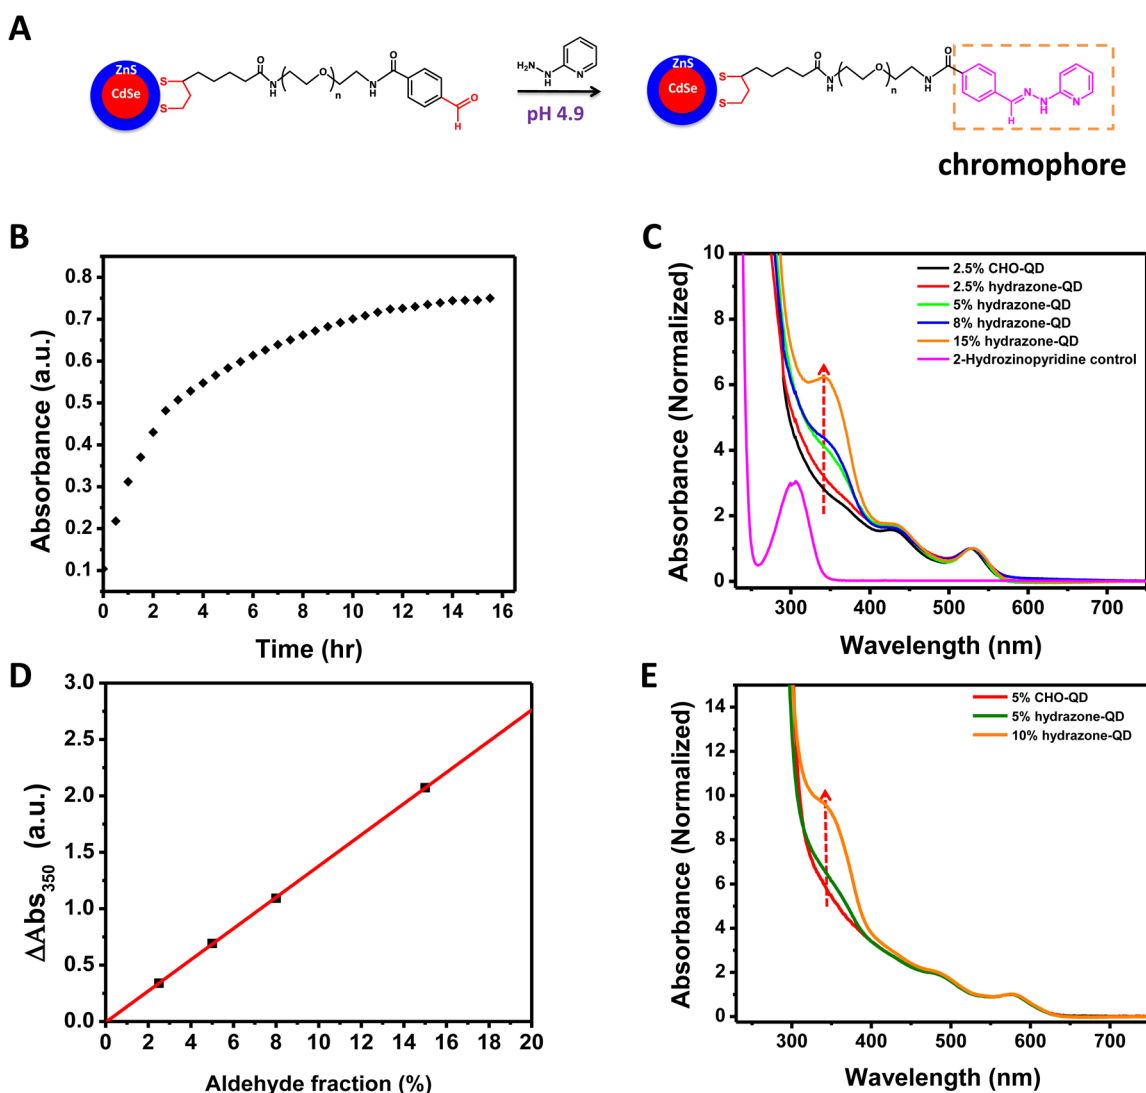 A
ZnS
CdSe
S
S
O
N
H
O
n
H
N
O
O
H
H2N
N
H
N
pH 4.9
ZnS
CdSe
S
S
O
N
H
O
n
H
N
O
N
NH
N
H
chromophore
B
Absorbance (a.u.)
0.8
0.7
0.6
0.5
0.4
0.3
0.2
0.1
0 2 4 6 8 10 12 14 16
Time (hr)
C
Absorbance (Normalized)
10
8
6
4
2
0
2.5% CHO-QD
2.5% hydrazone-QD
5% hydrazone-QD
8% hydrazone-QD
15% hydrazone-QD
2-Hydrozinopyridine control
300 400 500 600 700
Wavelength (nm)
D
ΔAbs350 (a.u.)
3.0
2.5
2.0
1.5
1.0
0.5
0.0
0 2 4 6 8 10 12 14 16 18 20
Aldehyde fraction (%)
E
Absorbance (Normalized)
14
12
10
8
6
4
2
0
5% CHO-QD
5% hydrazone-QD
10% hydrazone-QD
300 400 500 600 700
Wavelength (nm)